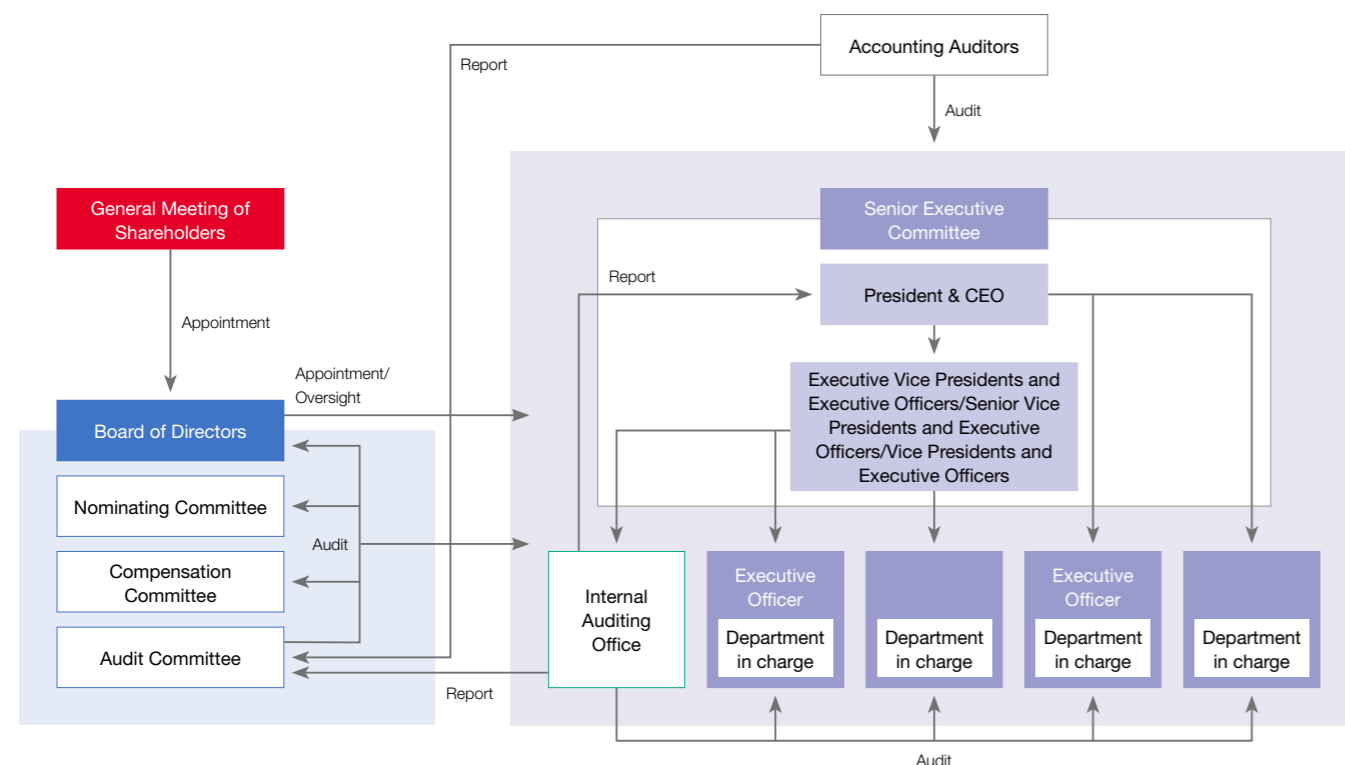 Accounting Auditors
Report
Audit
General Meeting of
Shareholders
Senior Executive
Committee
Report
President & CEO
Appointment
Appointment/
Oversight
Executive Vice Presidents and
Executive Officers/Senior Vice
Presidents and Executive
Officers/Vice Presidents and
Executive Officers
Board of Directors
Nominating Committee
Audit
Compensation
Committee
Audit Committee
Report
Internal
Auditing
Office
Executive
Officer
Department
in charge
Department
in charge
Executive
Officer
Department
in charge
Department
in charge
Audit